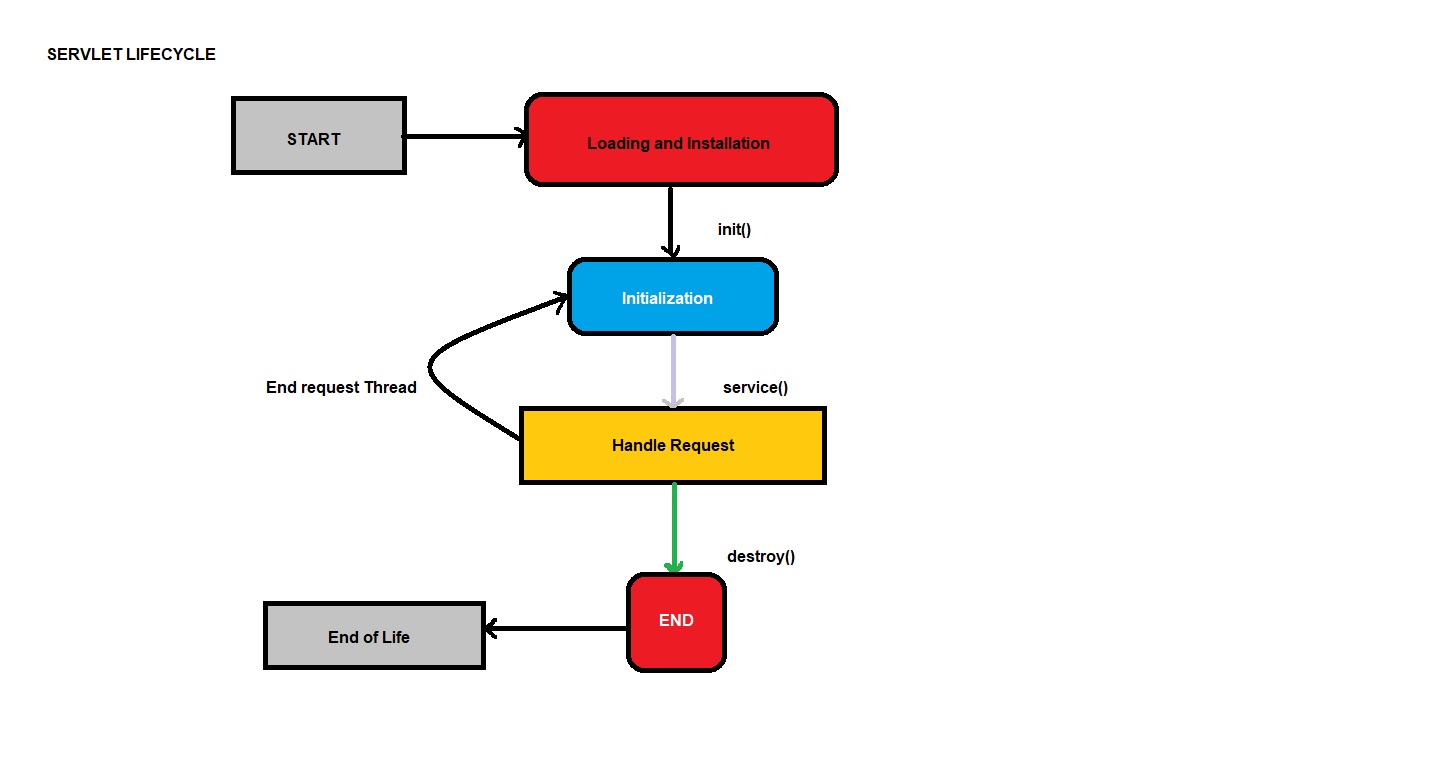 SERVLET LIFECYCLE
START
Loading and Installation
init()
Initialization
End request Thread
service()
Handle Request
destroy()
END
End of Life